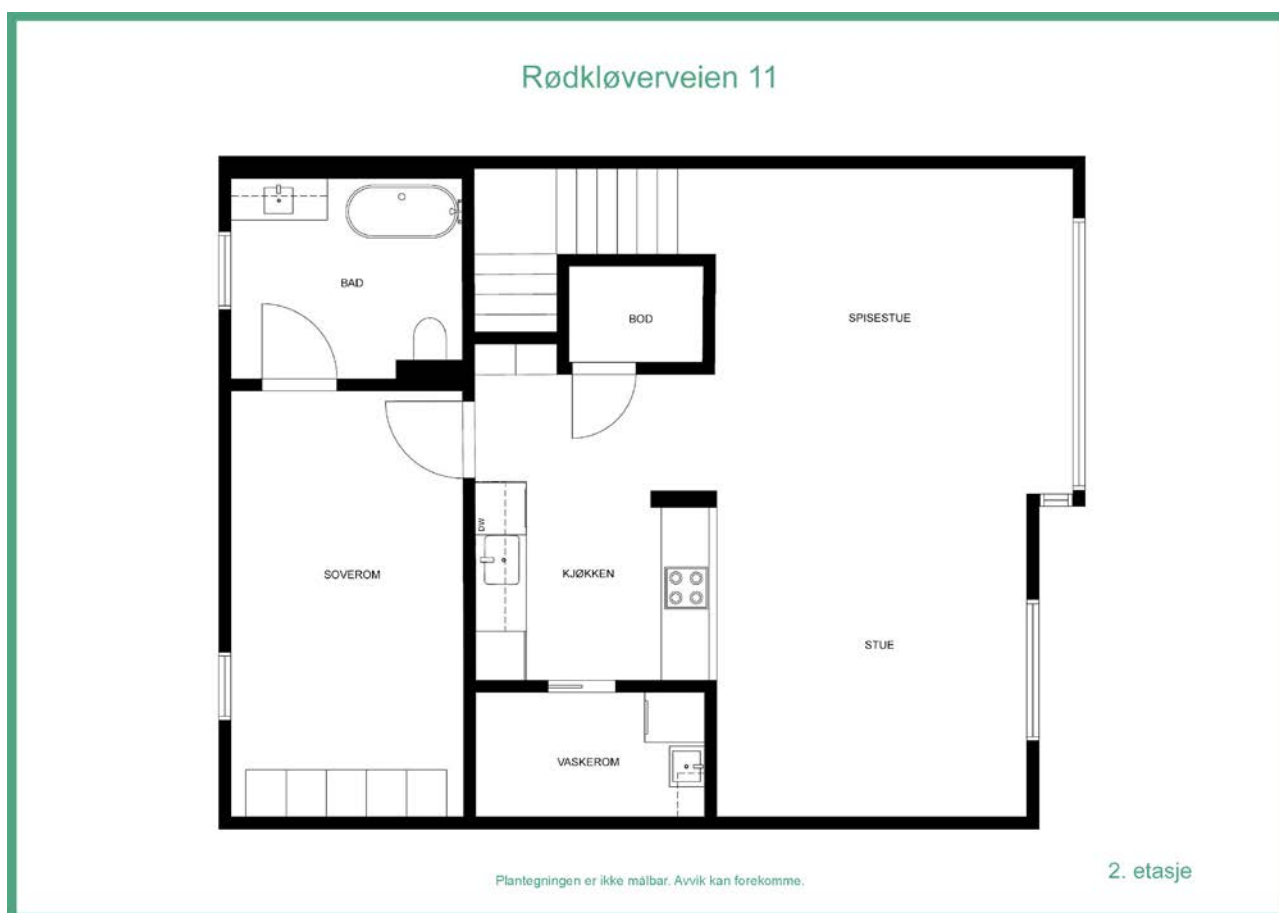 Rødkløverveien 11
BAD
BOD
SPISESTUE
DW
SOVEROM
KJØKKEN
STUE
VASKEROM
Plantegningen er ikke målbar. Avvik kan forekomme.
2. etasje